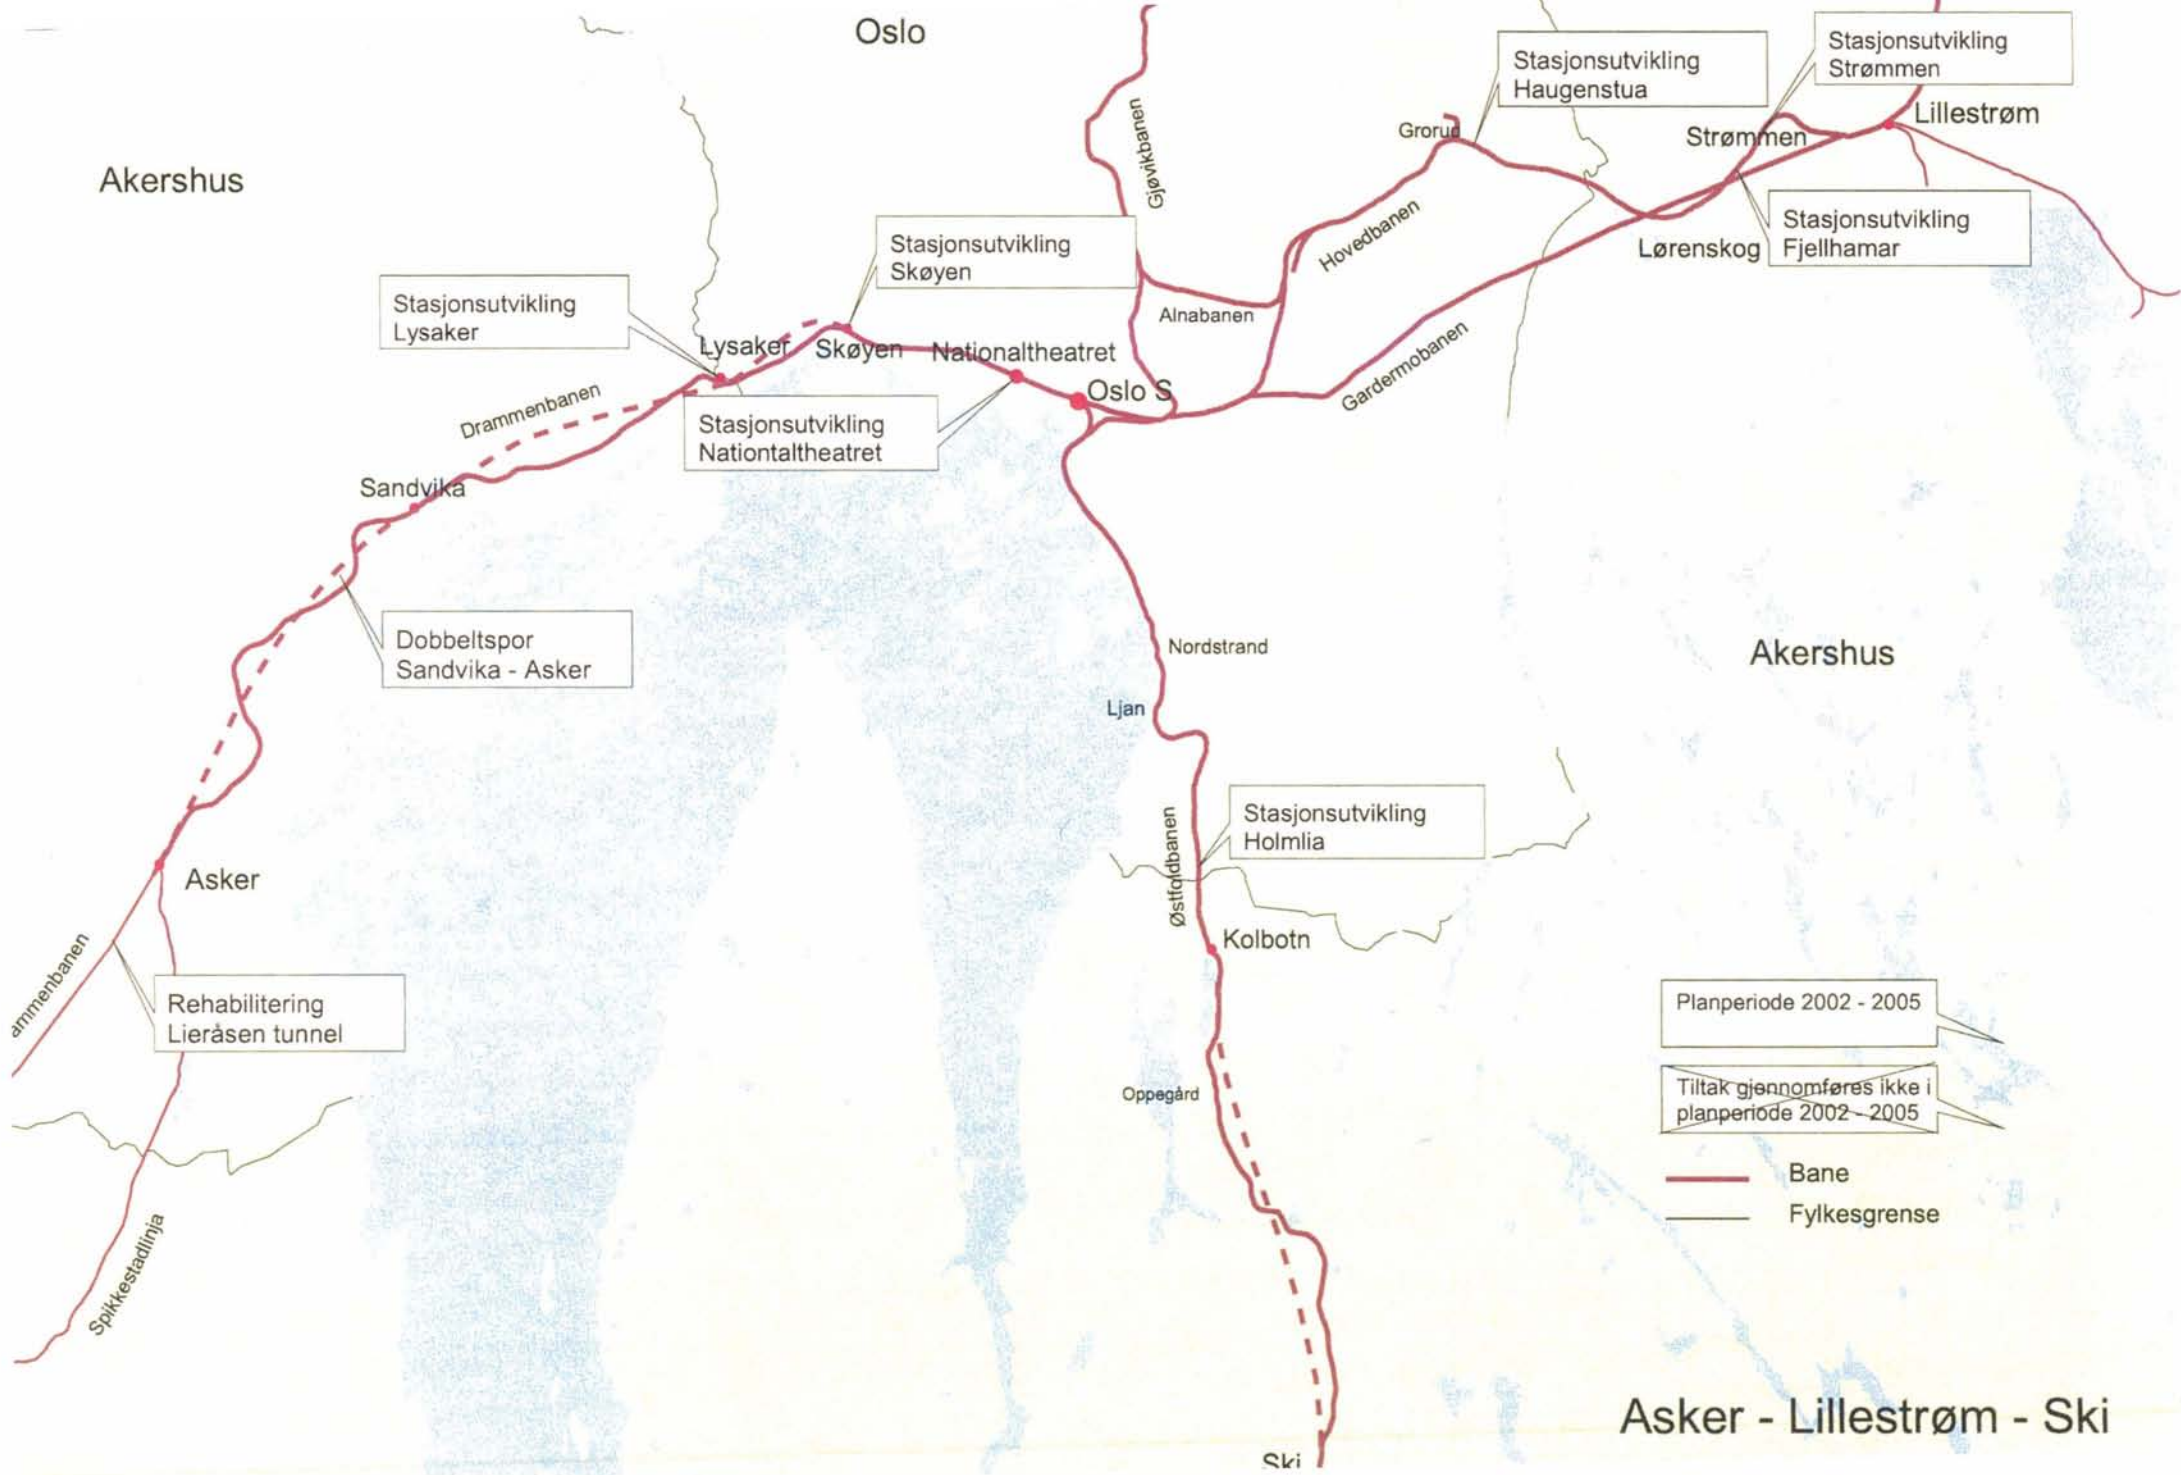 Oslo
Akershus
Gjøvikbanen
Stasjonsutvikling
Haugenstua
Stasjonsutvikling
Strømmen
Grorud
Strømmen
Lillestrøm
Hovedbanen
Lørenskog
Stasjonsutvikling
Fjellhamar
Stasjonsutvikling
Skøyen
Stasjonsutvikling
Lysaker
Alnabanen
Lysaker
Skøyen
Nationaltheatret
Oslo S
Gardermobanen
Drammenbanen
Stasjonsutvikling
Nationtaltheatret
Sandvika
Dobbeltspor
Sandvika - Asker
Nordstrand
Akershus
Ljan
Stasjonsutvikling
Holmlia
Østfoldbanen
Asker
Kolbotn
ammenbanen
Rehabilitering
Lieråsen tunnel
Oppegård
Spikkestadlinja
Planperiode 2002 - 2005
Tiltak gjennomføres ikke i
planperiode 2002 - 2005
Bane
Fylkesgrense
Ski
Asker - Lillestrøm - Ski